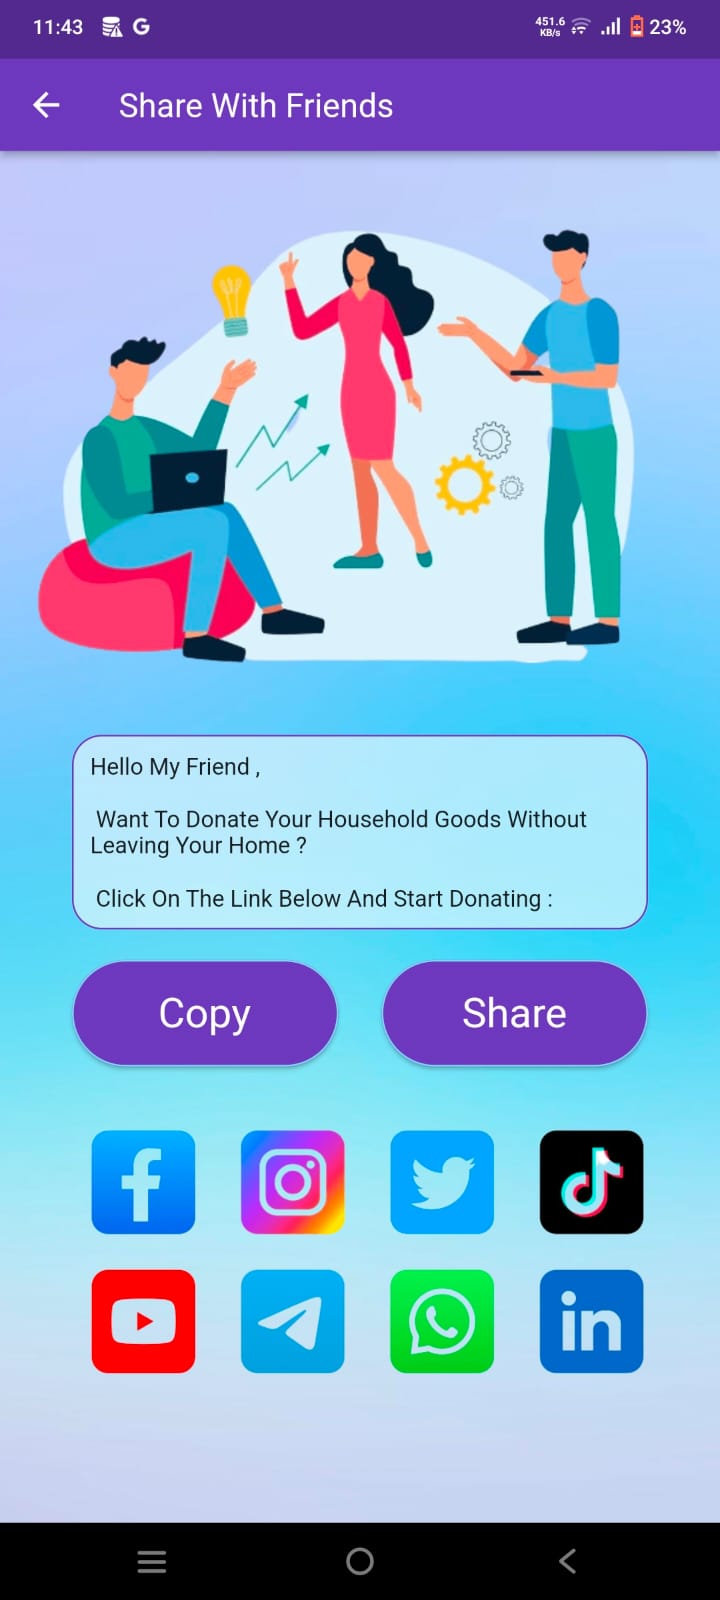 11:43
451.6
KB/s
23%
Share With Friends
Hello My Friend ,
Want To Donate Your Household Goods Without
Leaving Your Home ?
Click On The Link Below And Start Donating :
Copy
Share
in